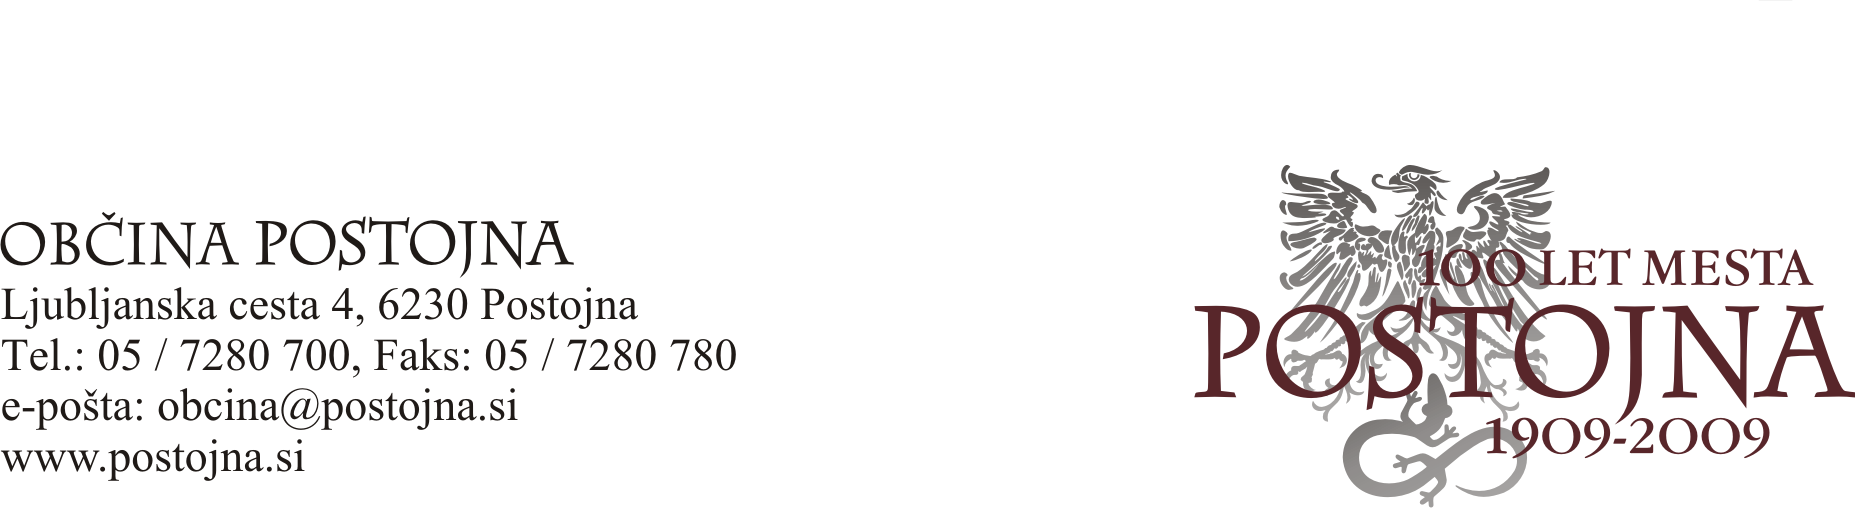 OBČINA POSTOJNA
Ljubljanska cesta 4, 6230 Postojna
Tel.: 05 / 7280 700, Faks: 05 / 7280 780
e-pošta: obcina@postojna.si
www.postojna.si
100 LET MESTA
POSTOJNA
1909-2009